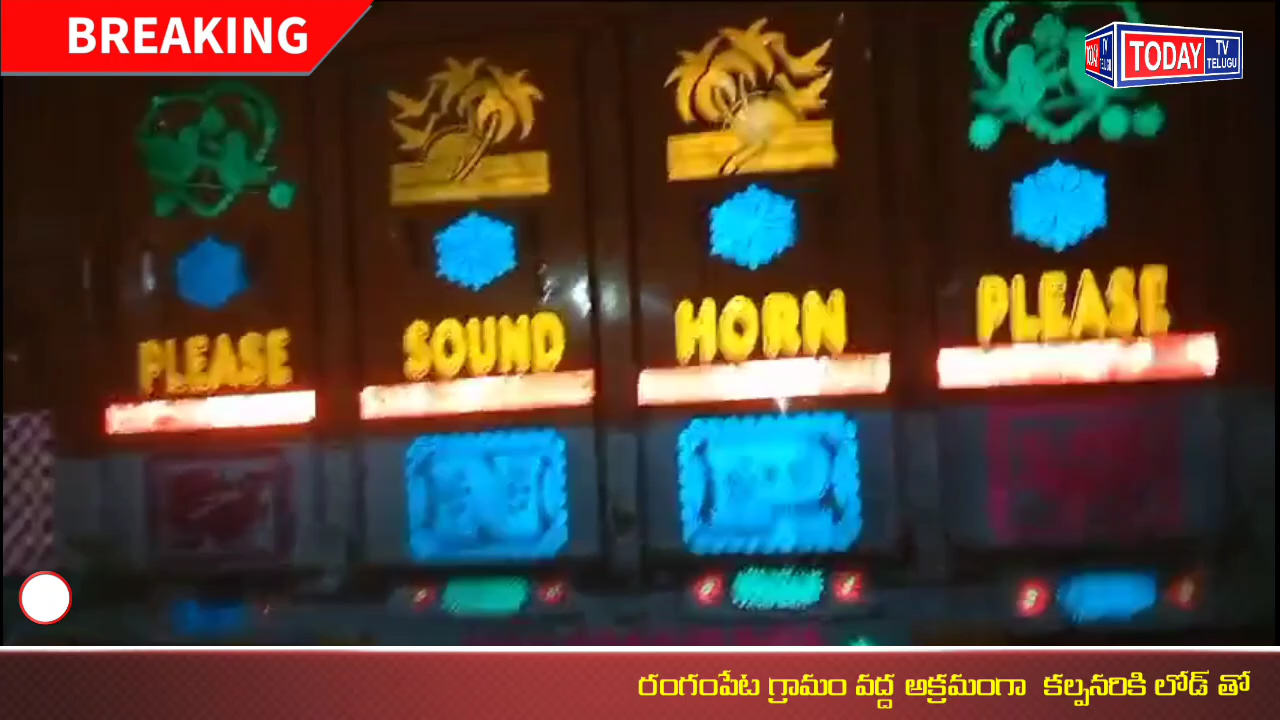 BREAKING
TODAY TV TELUGU
PLEASE SOUND HORN PLEASE
రంగంపేట గ్రామం వద్ద అక్రమంగా కల్పనరికి లోడ్ తో